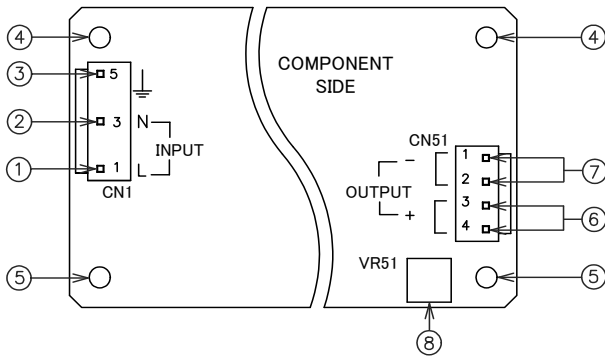 ④
④
COMPONENT
SIDE
③
5
②
3
N
INPUT
①
1
L
CN1
CN51
1
−
2
⑦
OUTPUT
3
+
4
⑥
VR51
⑤
⑤
⑧